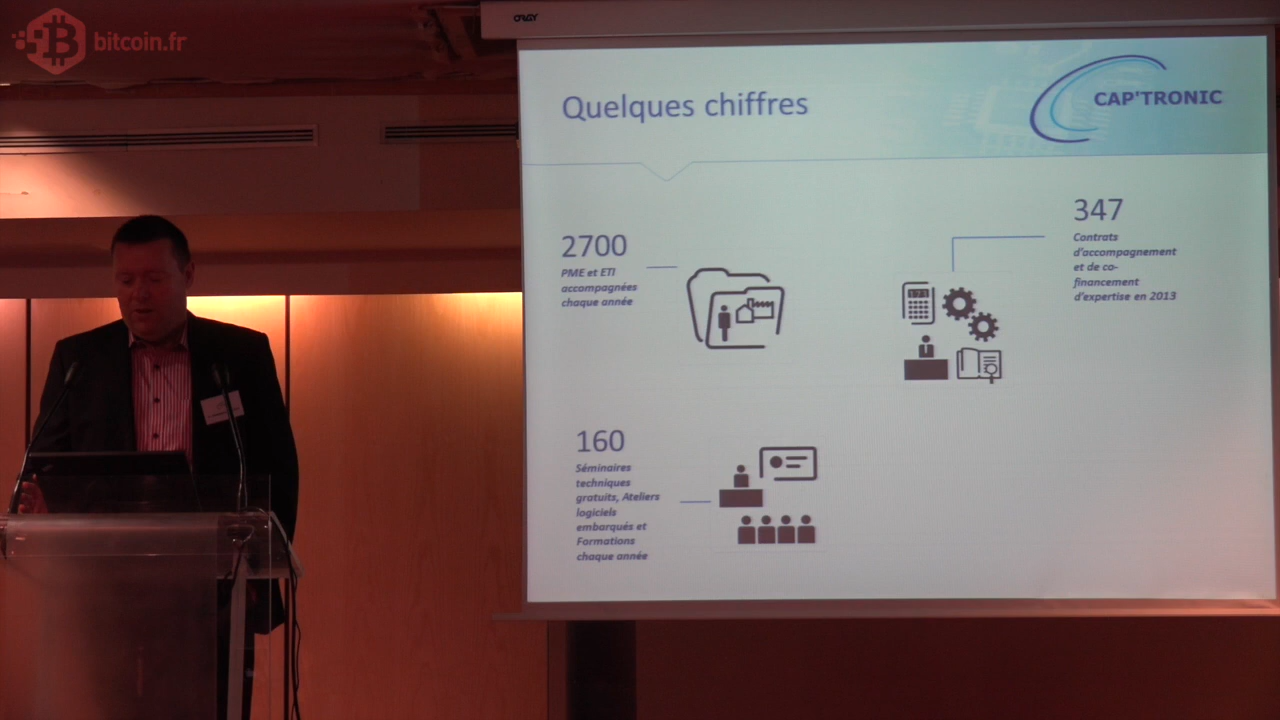 bitcoin.fr
ORAY
Quelques chiffres
CAP'TRONIC
2700
PME et ETI
accompagnées
chaque année
347
Contrats
d'accompagnement
et de co-
financement
d'expertise en 2013
160
Séminaires
techniques
gratuits, Ateliers
logiciels
embarqués et
Formations
chaque année